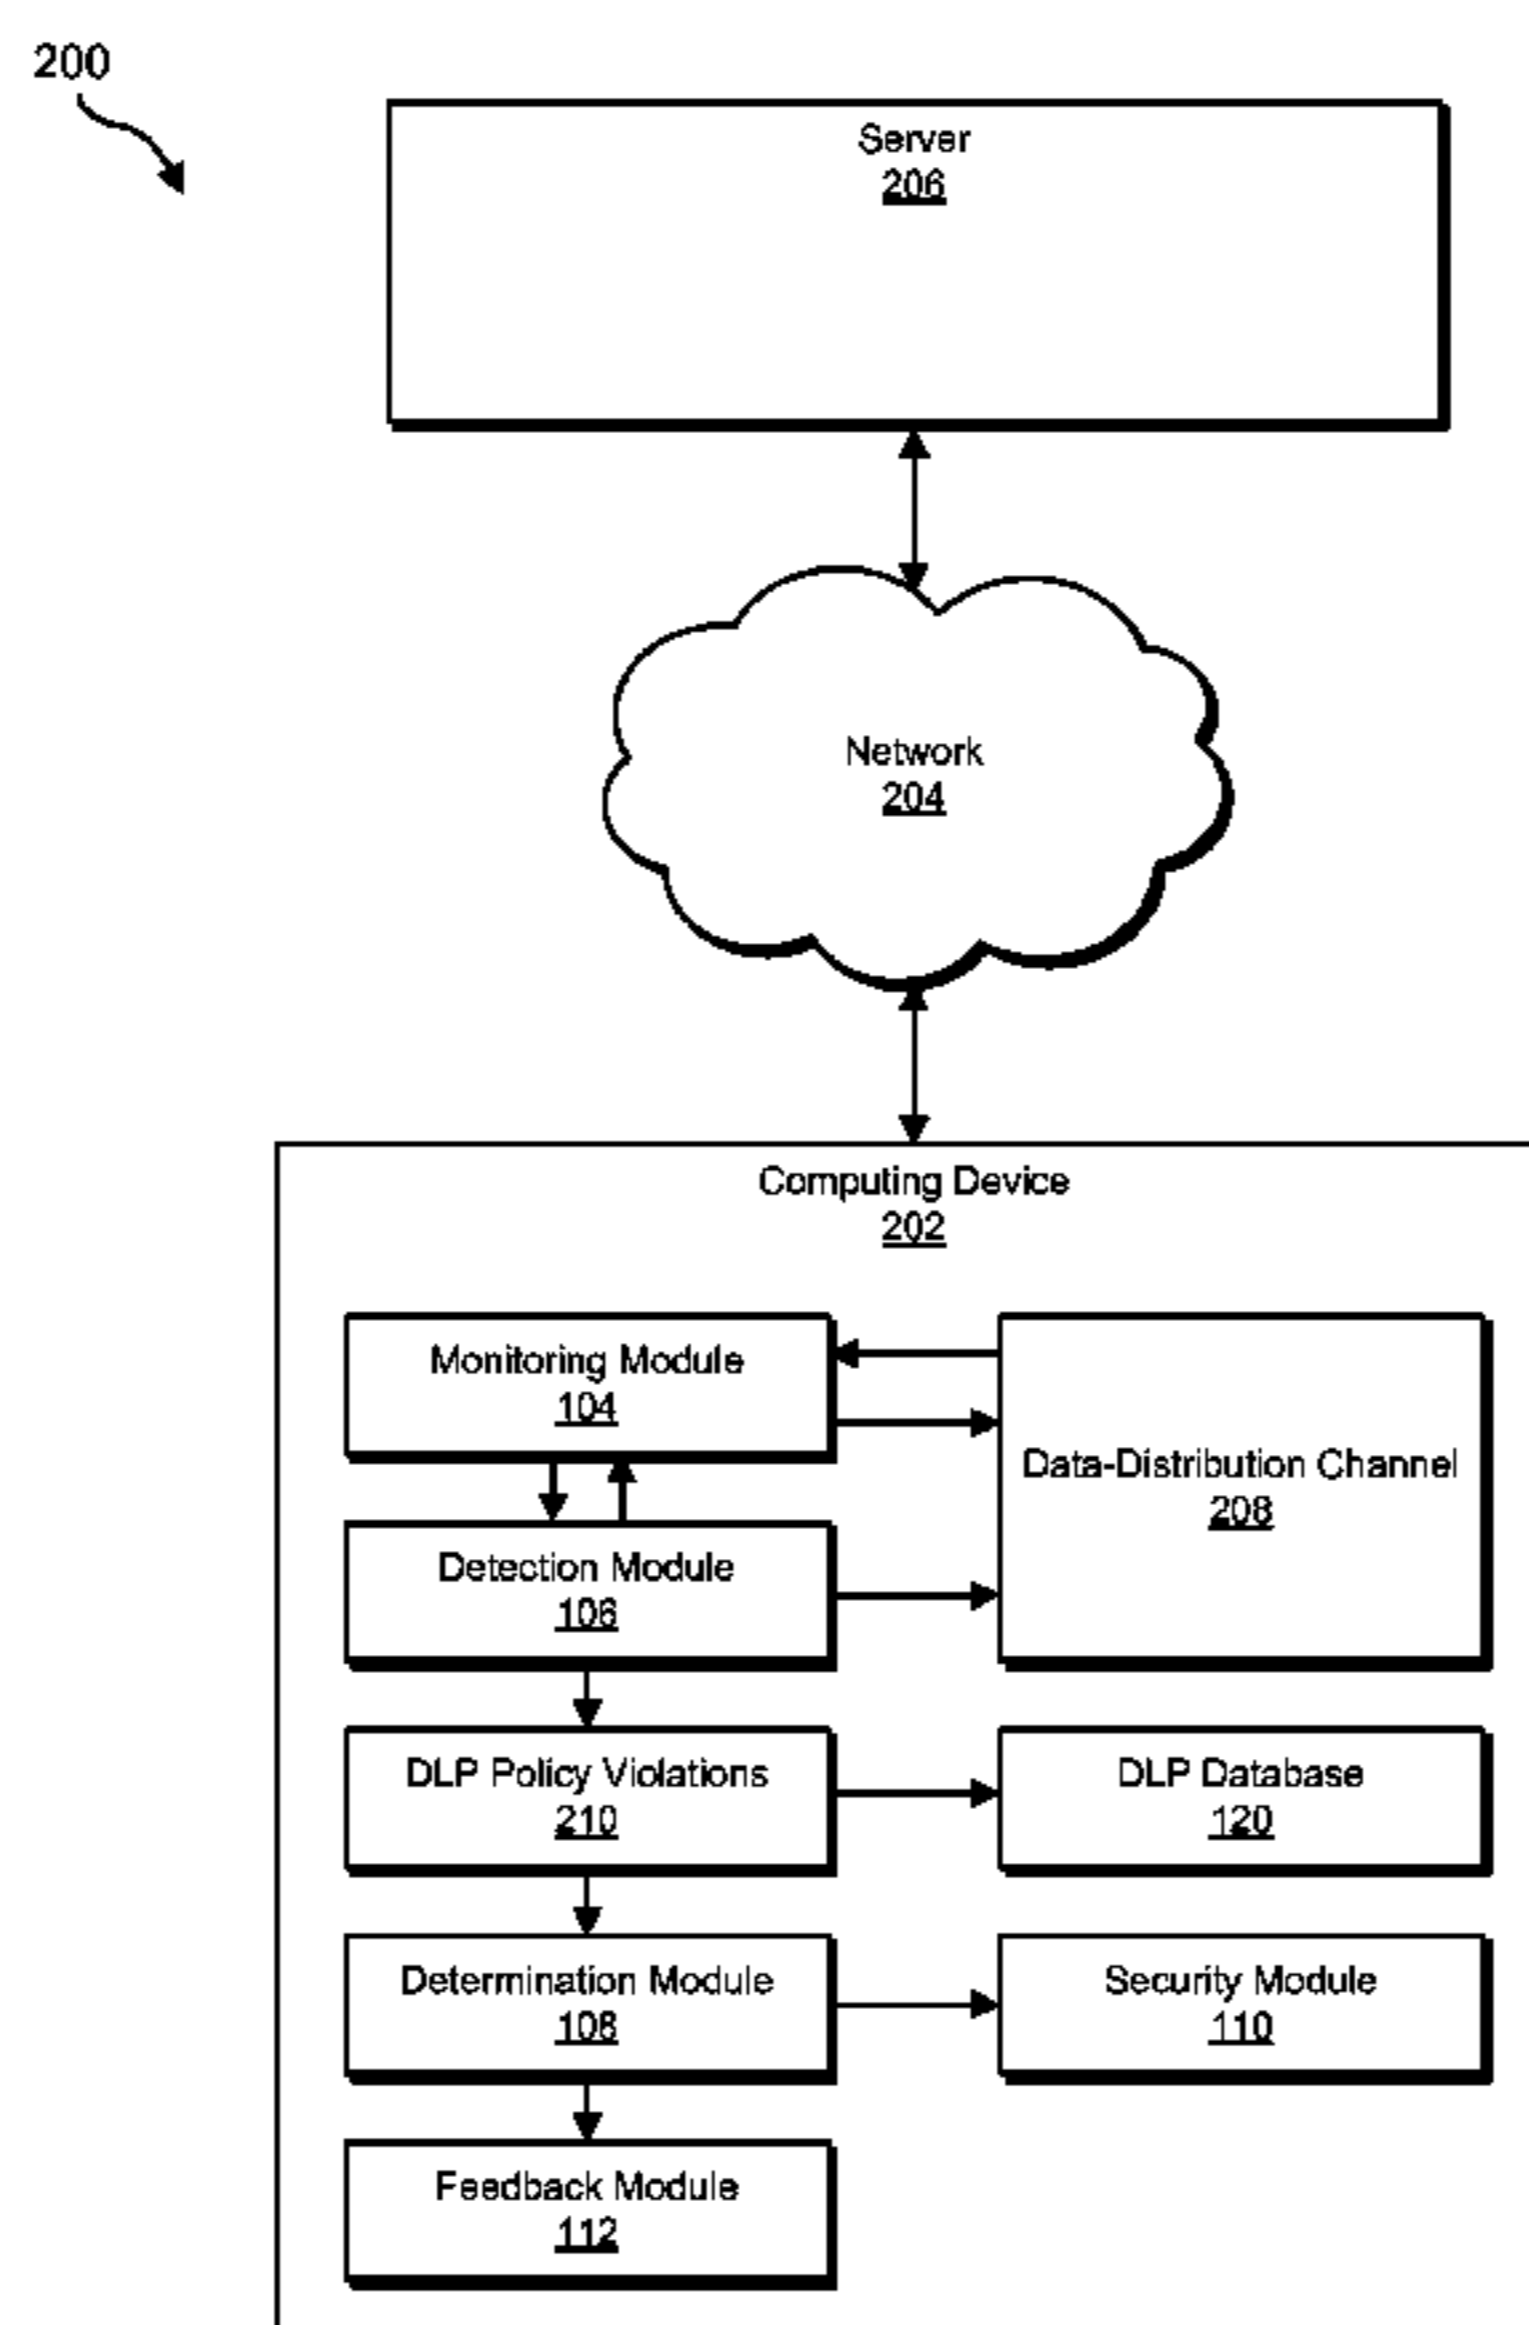 200
Server
206
Network
204
Computing Device
202
Monitoring Module
104
Data-Distribution Channel
208
Detection Module
106
DLP Policy Violations
210
DLP Database
120
Determination Module
108
Security Module
110
Feedback Module
112